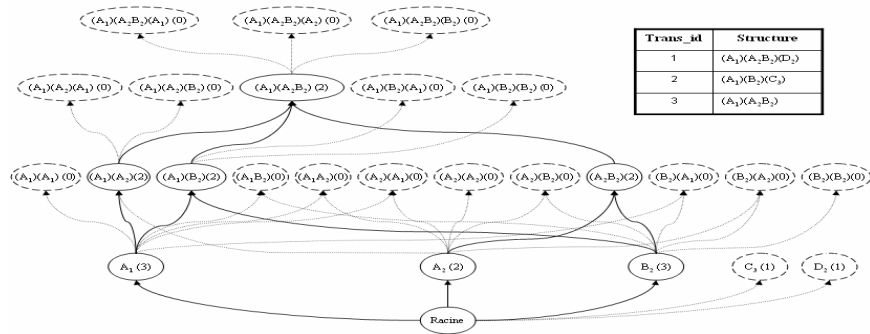 (A₁)(A₂B₂)(A₁) (0) (A₁)(A₂B₂)(A₂) (0) (A₁)(A₂B₂)(B₂) (0)
Trans_id Structure
1 (A₁)(A₂B₂)(D₂)
2 (A₁)(B₂)(C₃)
3 (A₁)(A₂B₂)
(A₁)(A₂)(A₁) (0) (A₁)(A₂)(B₂) (0) (A₁)(A₂B₂) (2) (A₁)(B₂)(A₁) (0) (A₁)(B₂)(B₂) (0)
(A₁)(A₁) (0) (A₁)(A₂)(2) (A₁)(B₂)(2) (A₁B₂)(0) (A₁A₂)(0) (A₂)(A₁)(0) (A₂)(A₂)(0) (A₂)(B₂)(0) (A₂B₂)(2) (B₂)(A₁)(0) (B₂)(A₂)(0) (B₂)(B₂)(0)
A₁ (3) A₂ (2) B₂ (3) C₃ (1) D₂ (1)
Racine